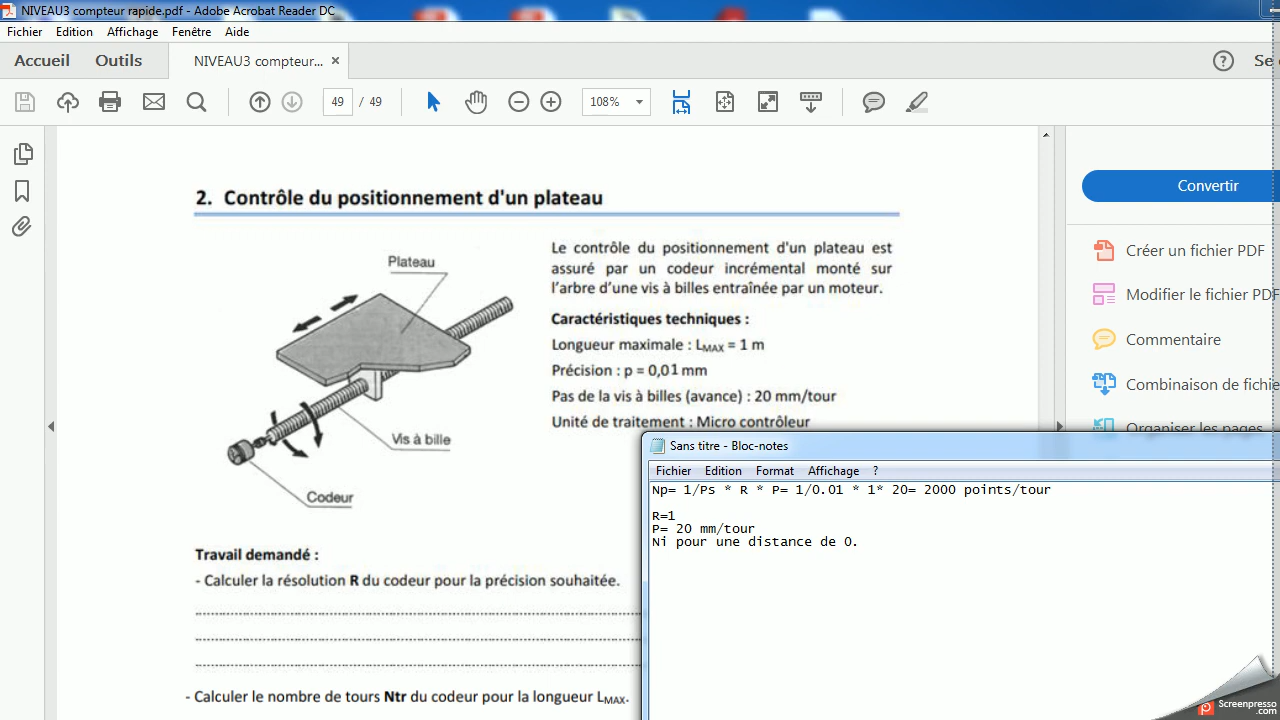 NIVEAU3 compteur rapide.pdf - Adobe Acrobat Reader DC
Fichier Edition Affichage Fenêtre Aide
Accueil Outils NIVEAU3 compteur... × ? Se
49 / 49 108%
Convertir
Créer un fichier PDF
Modifier le fichier PDF
Commentaire
Combinaison de fichie
Organiser les pages
2. Contrôle du positionnement d'un plateau
Plateau
Vis à bille
Codeur
Le contrôle du positionnement d'un plateau est
assuré par un codeur incrémental monté sur
l'arbre d'une vis à billes entraînée par un moteur.
Caractéristiques techniques :
Longueur maximale : LMAX = 1 m
Précision : p = 0,01 mm
Pas de la vis à billes (avance) : 20 mm/tour
Unité de traitement : Micro contrôleur
Travail demandé :
- Calculer la résolution R du codeur pour la précision souhaitée.
- Calculer le nombre de tours Ntr du codeur pour la longueur LMAX.
Sans titre - Bloc-notes
Fichier Edition Format Affichage ?
Np= 1/Ps * R * P= 1/0.01 * 1* 20= 2000 points/tour
R=1
P= 20 mm/tour
Ni pour une distance de 0.
Screenpresso
.com